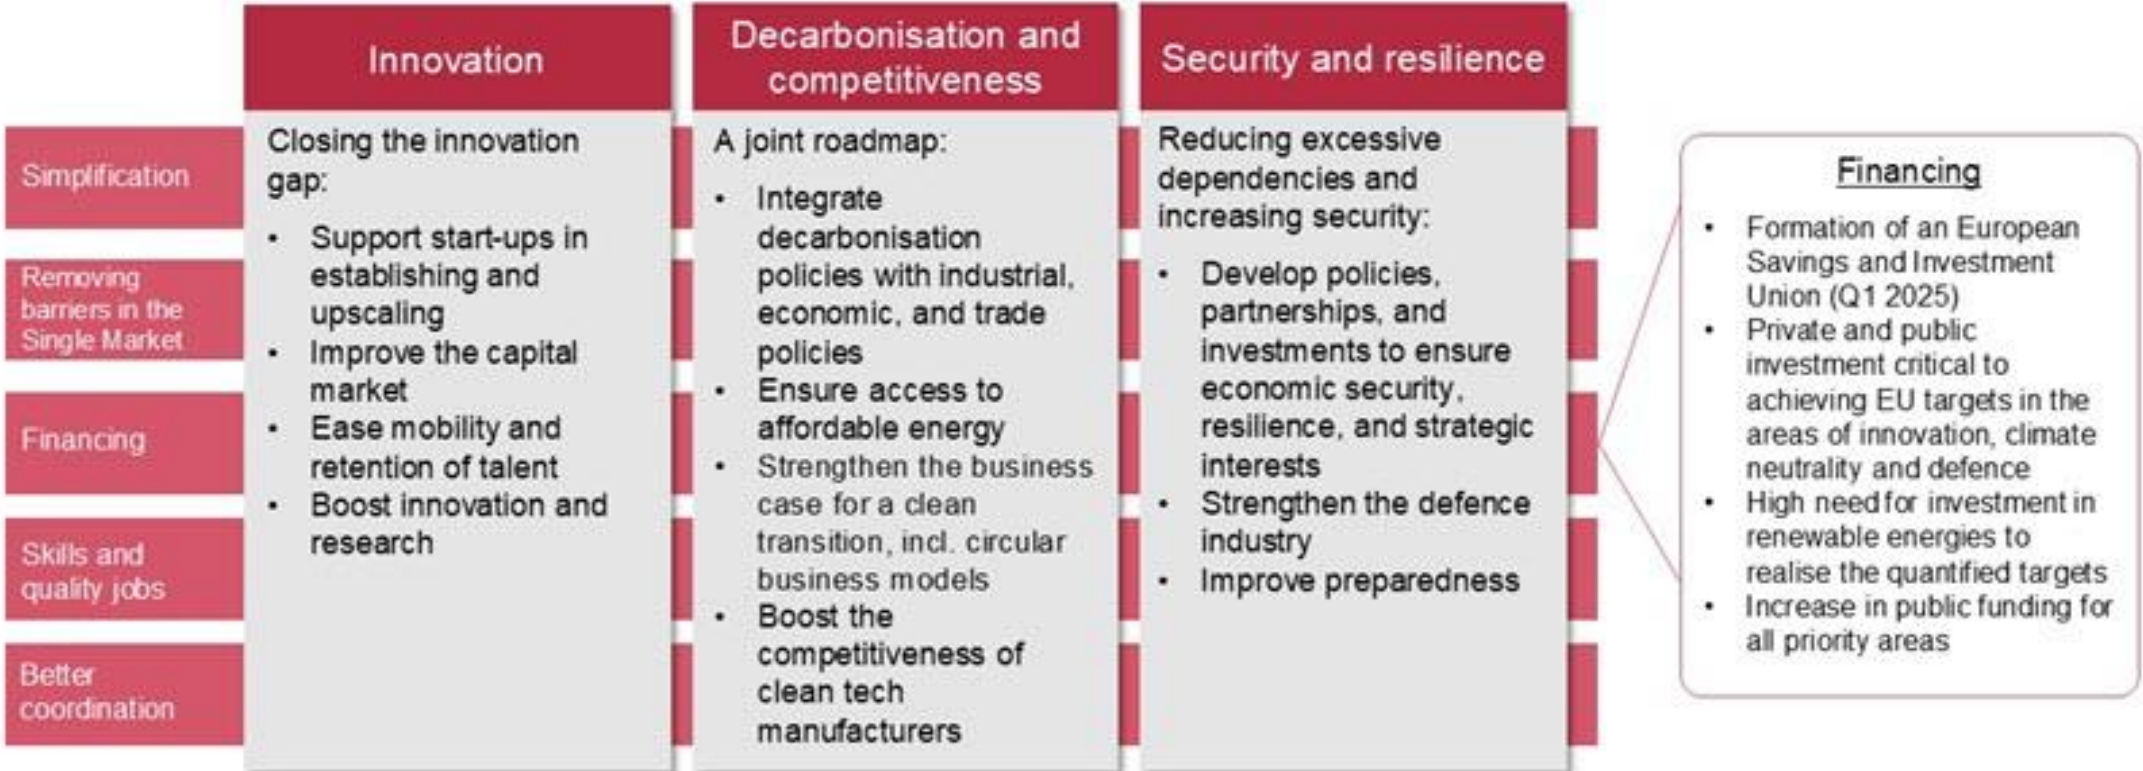 Innovation
Decarbonisation and
competitiveness
Security and resilience
Simplification
Removing
barriers in the
Single Market
Financing
Skills and
quality jobs
Better
coordination
Closing the innovation
gap:
• Support start-ups in
establishing and
upscaling
• Improve the capital
market
• Ease mobility and
retention of talent
• Boost innovation and
research
A joint roadmap:
• Integrate
decarbonisation
policies with industrial,
economic, and trade
policies
• Ensure access to
affordable energy
• Strengthen the business
case for a clean
transition, incl. circular
business models
• Boost the
competitiveness of
clean tech
manufacturers
Reducing excessive
dependencies and
increasing security:
• Develop policies,
partnerships, and
investments to ensure
economic security,
resilience, and strategic
interests
• Strengthen the defence
industry
• Improve preparedness
Financing
• Formation of an European
Savings and Investment
Union (Q1 2025)
• Private and public
investment critical to
achieving EU targets in the
areas of innovation, climate
neutrality and defence
• High need for investment in
renewable energies to
realise the quantified targets
• Increase in public funding for
all priority areas